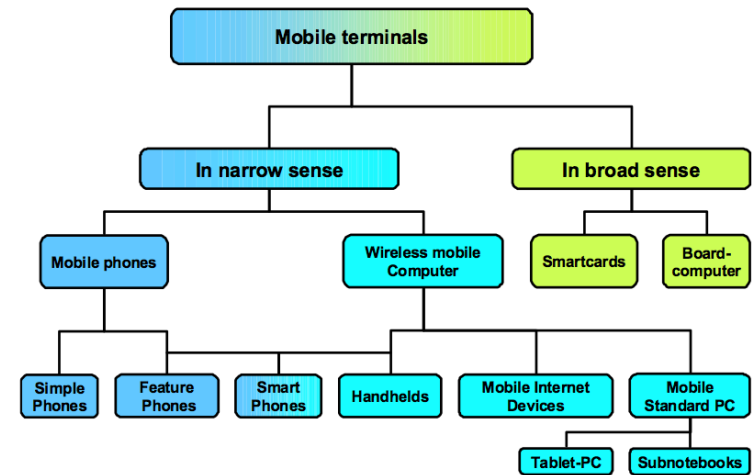 Mobile terminals
In narrow sense
In broad sense
Mobile phones
Wireless mobile
Computer
Smartcards
Board-
computer
Simple
Phones
Feature
Phones
Smart
Phones
Handhelds
Mobile Internet
Devices
Mobile
Standard PC
Tablet-PC
Subnotebooks